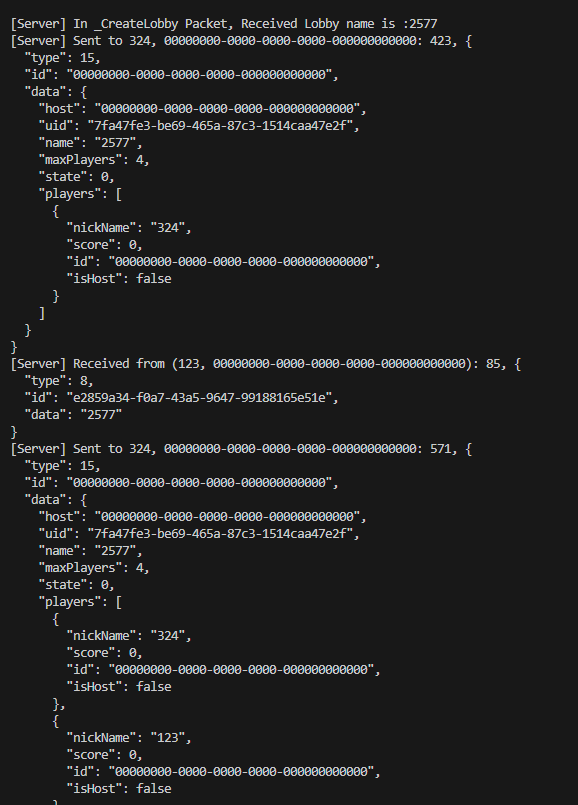 [Server] In _CreateLobby Packet, Received Lobby name is :2577
[Server] Sent to 324, 00000000-0000-0000-0000-000000000000: 423, {
  "type": 15,
  "id": "00000000-0000-0000-0000-000000000000",
  "data": {
    "host": "00000000-0000-0000-0000-000000000000",
    "uid": "7fa47fe3-be69-465a-87c3-1514caa47e2f",
    "name": "2577",
    "maxPlayers": 4,
    "state": 0,
    "players": [
      {
        "nickName": "324",
        "score": 0,
        "id": "00000000-0000-0000-0000-000000000000",
        "isHost": false
      }
    ]
  }
}
[Server] Received from (123, 00000000-0000-0000-0000-000000000000): 85, {
  "type": 8,
  "id": "e2859a34-f0a7-43a5-9647-99188165e51e",
  "data": "2577"
}
[Server] Sent to 324, 00000000-0000-0000-0000-000000000000: 571, {
  "type": 15,
  "id": "00000000-0000-0000-0000-000000000000",
  "data": {
    "host": "00000000-0000-0000-0000-000000000000",
    "uid": "7fa47fe3-be69-465a-87c3-1514caa47e2f",
    "name": "2577",
    "maxPlayers": 4,
    "state": 0,
    "players": [
      {
        "nickName": "324",
        "score": 0,
        "id": "00000000-0000-0000-0000-000000000000",
        "isHost": false
      },
      {
        "nickName": "123",
        "score": 0,
        "id": "00000000-0000-0000-0000-000000000000",
        "isHost": false
      }